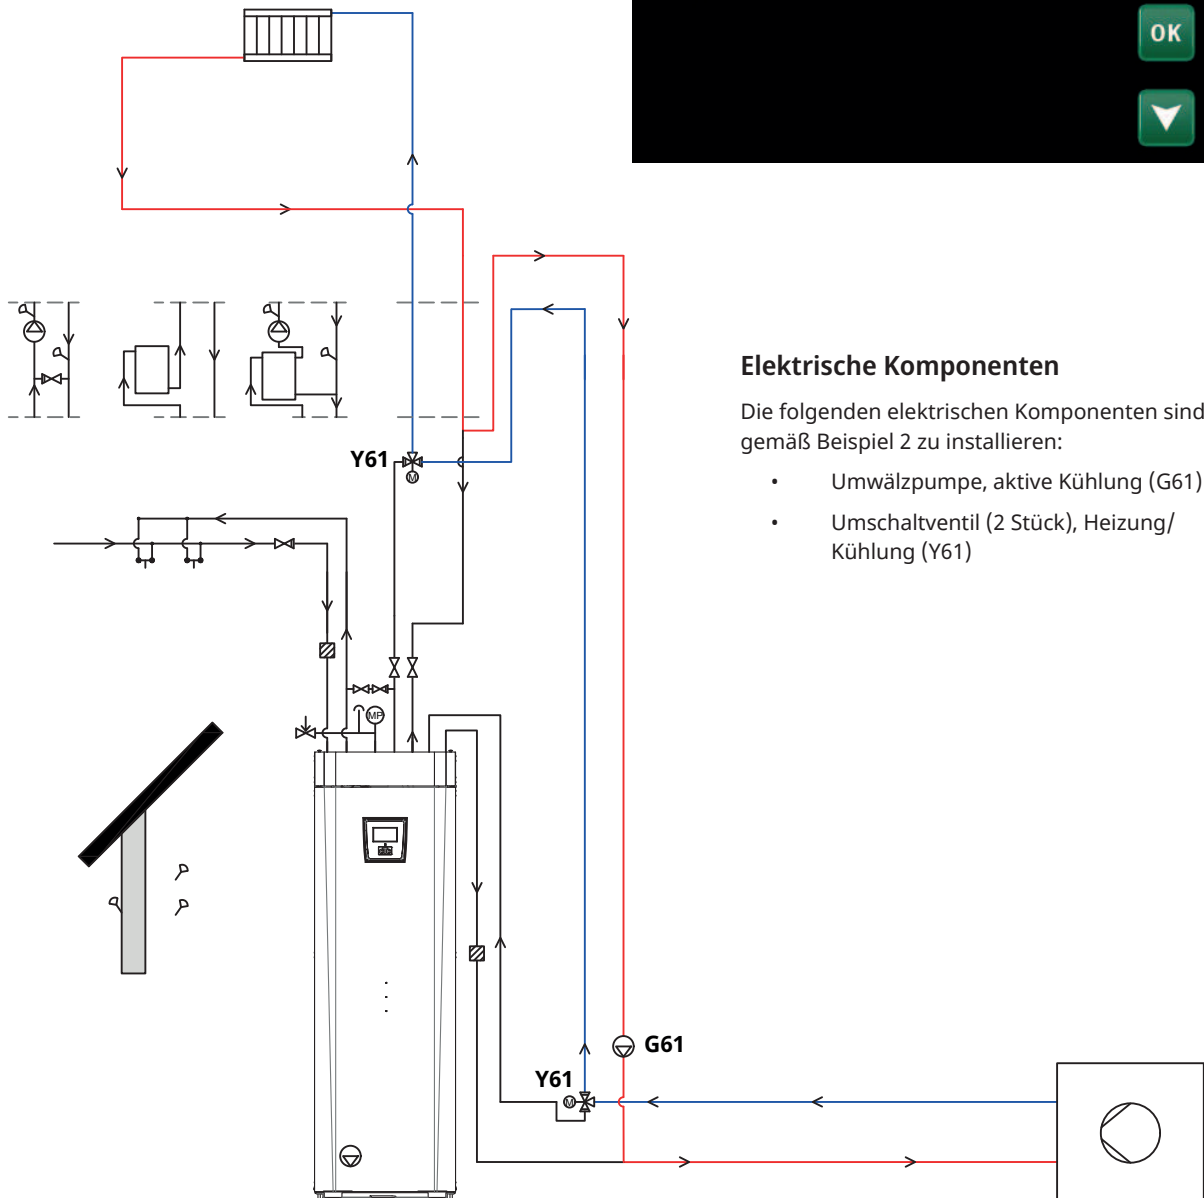 OK
Elektrische Komponenten
Die folgenden elektrischen Komponenten sind
gemäß Beispiel 2 zu installieren:
• Umwälzpumpe, aktive Kühlung (G61)
• Umschaltventil (2 Stück), Heizung/
Kühlung (Y61)
Y61
M
MP
G61
Y61
M